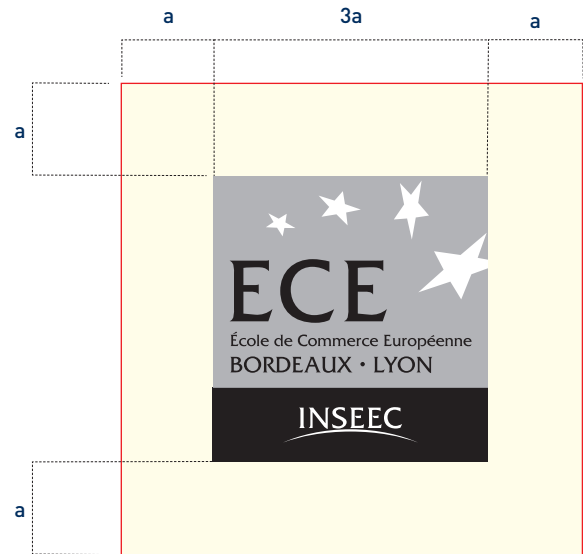 a 3a a
a
ECE
École de Commerce Européenne
BORDEAUX • LYON
INSEEC
a